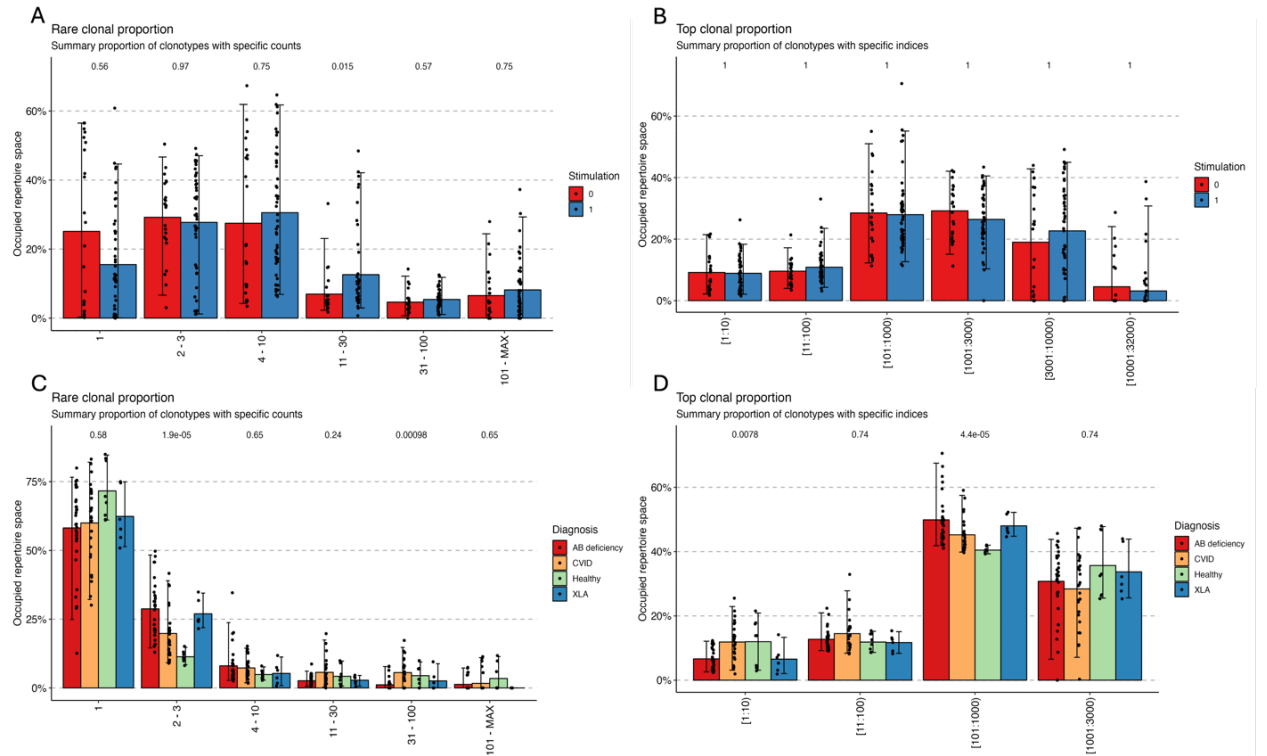 A
Rare clonal proportion
Summary proportion of clonotypes with specific counts
0.56 0.97 0.75 0.015 0.57 0.75
Occupied repertoire space
60%
40%
20%
0%
1 2 - 3 4 - 10 11 - 30 31 - 100 101 - MAX
Stimulation
0
1
B
Top clonal proportion
Summary proportion of clonotypes with specific indices
1 1 1 1 1 1
Occupied repertoire space
60%
40%
20%
0%
[1:10) [11:100) [101:1000) [1001:3000) [3001:10000) [10001:32000)
Stimulation
0
1
C
Rare clonal proportion
Summary proportion of clonotypes with specific counts
0.58 1.9e-05 0.65 0.24 0.00098 0.65
Occupied repertoire space
75%
50%
25%
0%
1 2 - 3 4 - 10 11 - 30 31 - 100 101 - MAX
Diagnosis
AB deficiency
CVID
Healthy
XLA
D
Top clonal proportion
Summary proportion of clonotypes with specific indices
0.0078 0.74 4.4e-05 0.74
Occupied repertoire space
60%
40%
20%
0%
[1:10) [11:100) [101:1000) [1001:3000)
Diagnosis
AB deficiency
CVID
Healthy
XLA